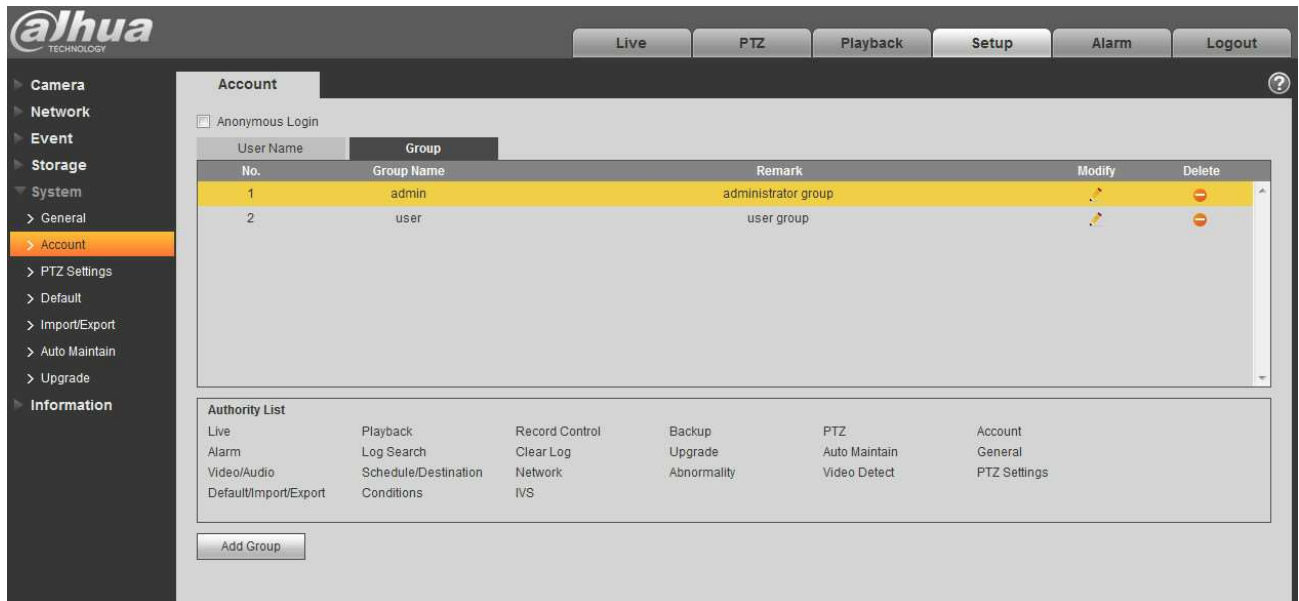 alhua
TECHNOLOGY
Live PTZ Playback Setup Alarm Logout
Camera
Network
Event
Storage
System
General
Account
PTZ Settings
Default
Import/Export
Auto Maintain
Upgrade
Information
Account ?
Anonymous Login
User Name Group
No. Group Name Remark Modify Delete
1 admin administrator group
2 user user group
Authority List
Live Playback Record Control Backup PTZ Account
Alarm Log Search Clear Log Upgrade Auto Maintain General
Video/Audio Schedule/Destination Network Abnormality Video Detect PTZ Settings
Default/Import/Export Conditions IVS
Add Group